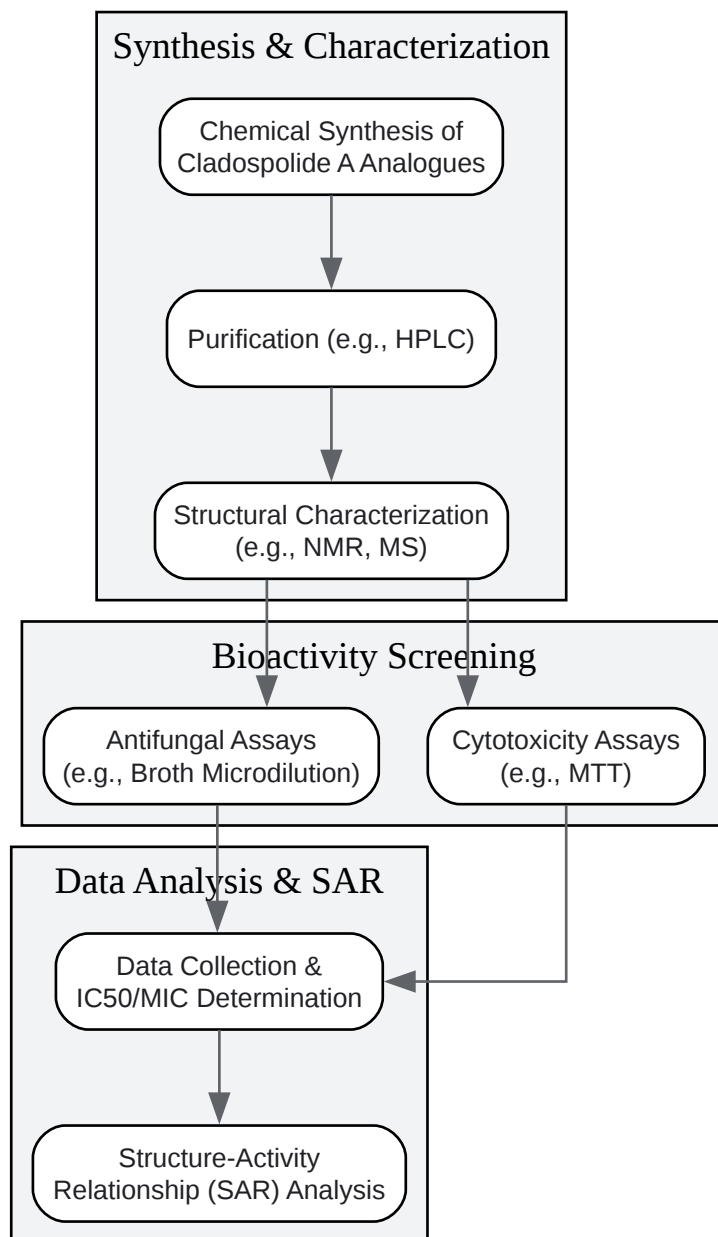 Synthesis & Characterization
Chemical Synthesis of
Cladospolide A Analogues
Purification (e.g., HPLC)
Structural Characterization
(e.g., NMR, MS)
Bioactivity Screening
Antifungal Assays
(e.g., Broth Microdilution)
Cytotoxicity Assays
(e.g., MTT)
Data Analysis & SAR
Data Collection &
IC50/MIC Determination
Structure-Activity
Relationship (SAR) Analysis